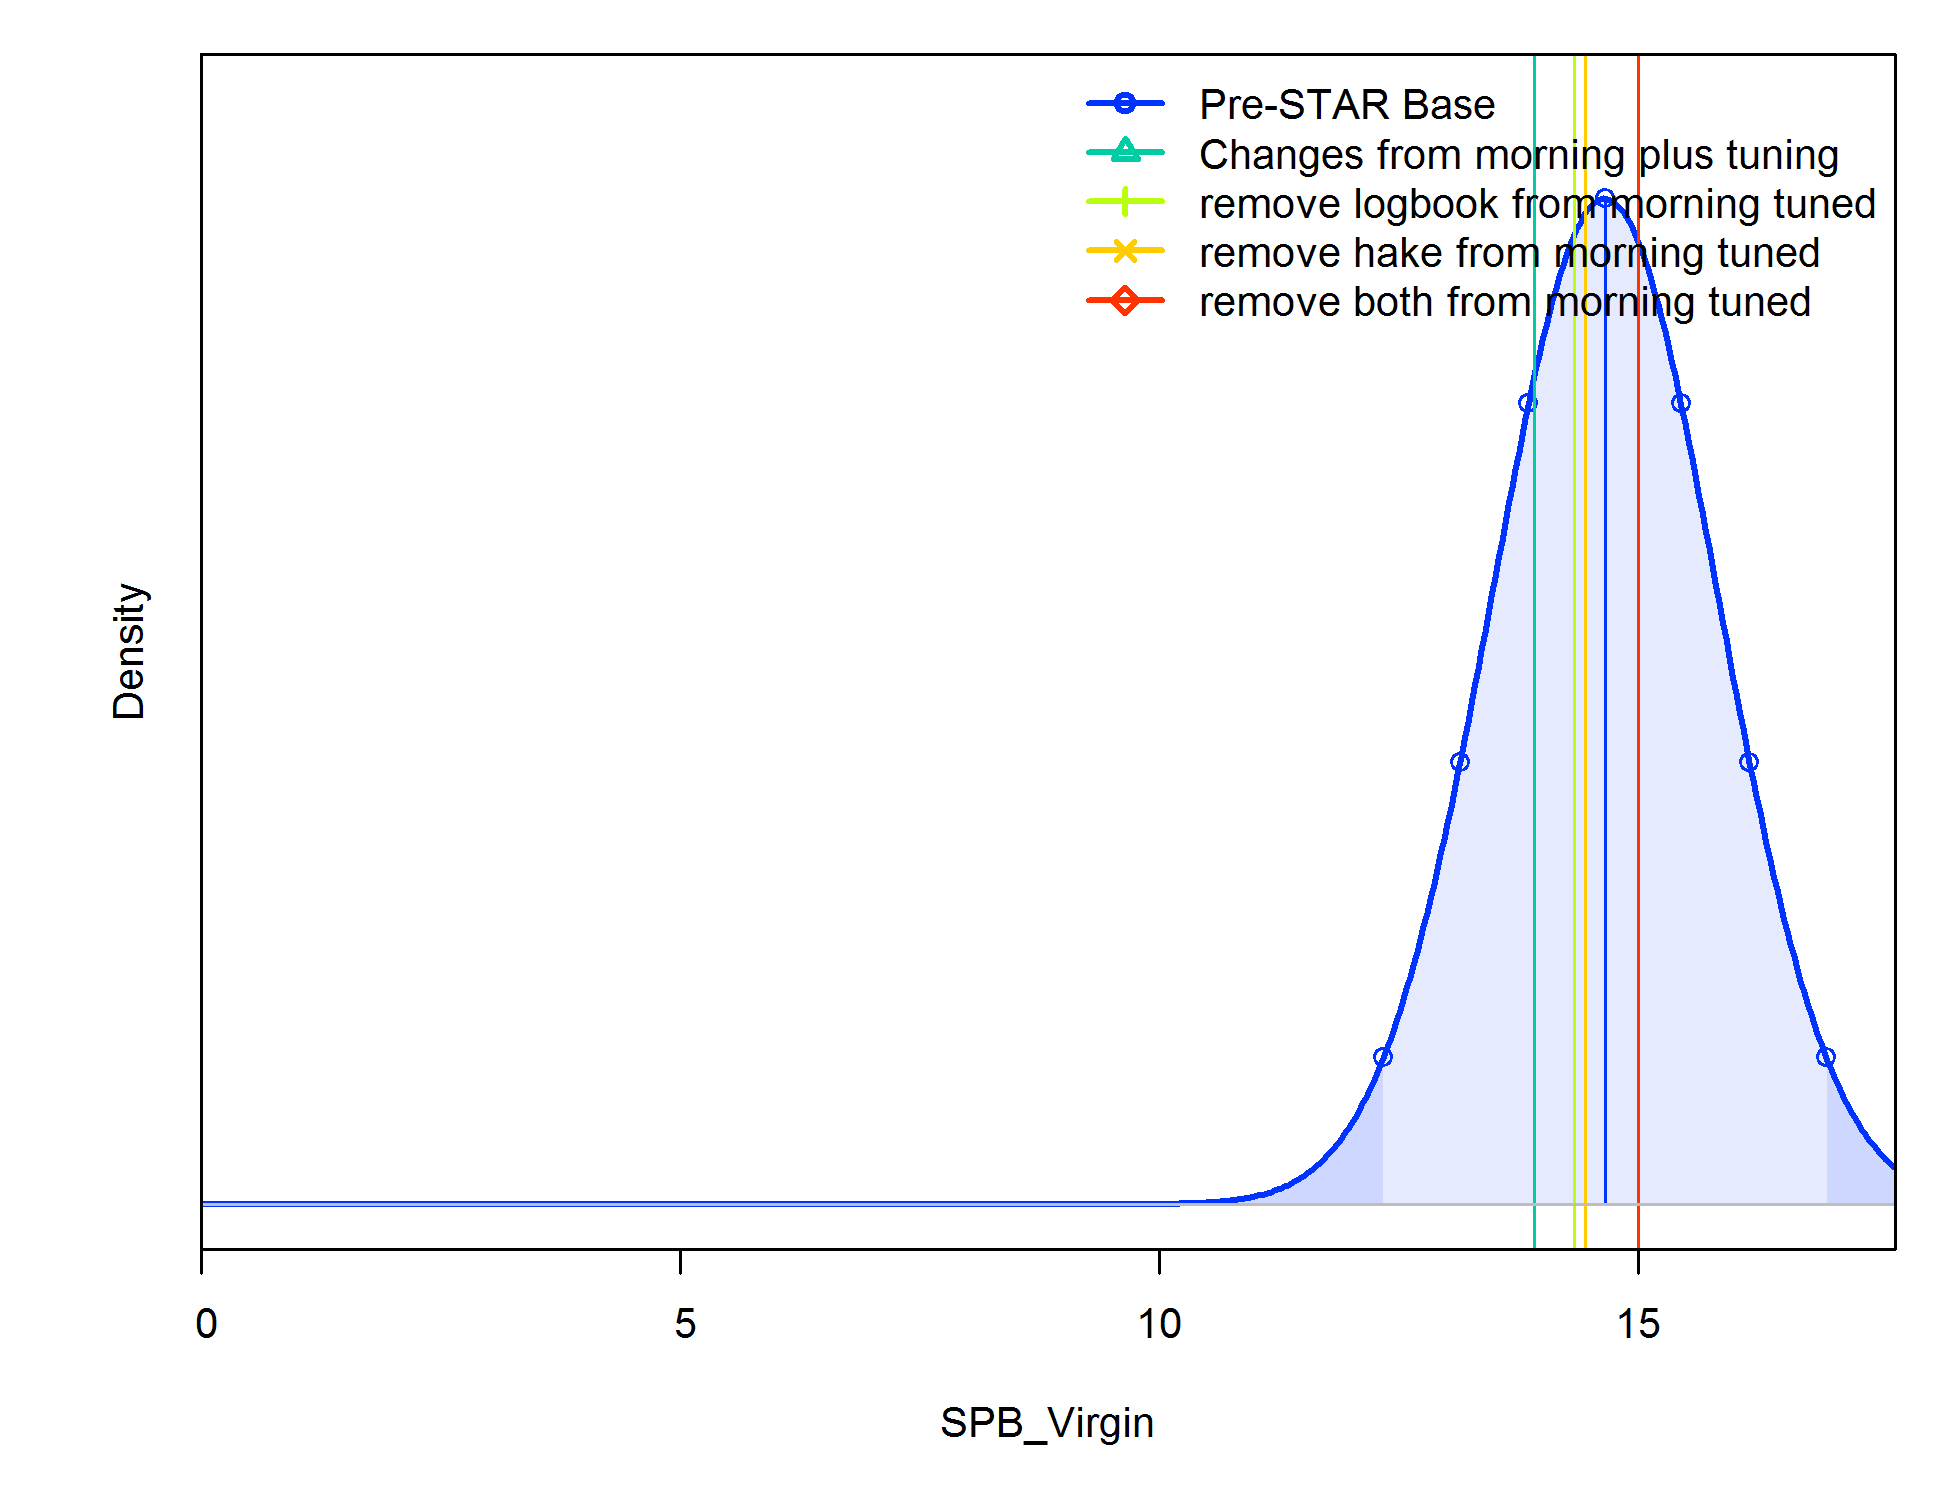 Pre-STAR Base
Changes from morning plus tuning
remove logbook from morning tuned
remove hake from morning tuned
remove both from morning tuned
Density
0 5 10 15
SPB_Virgin